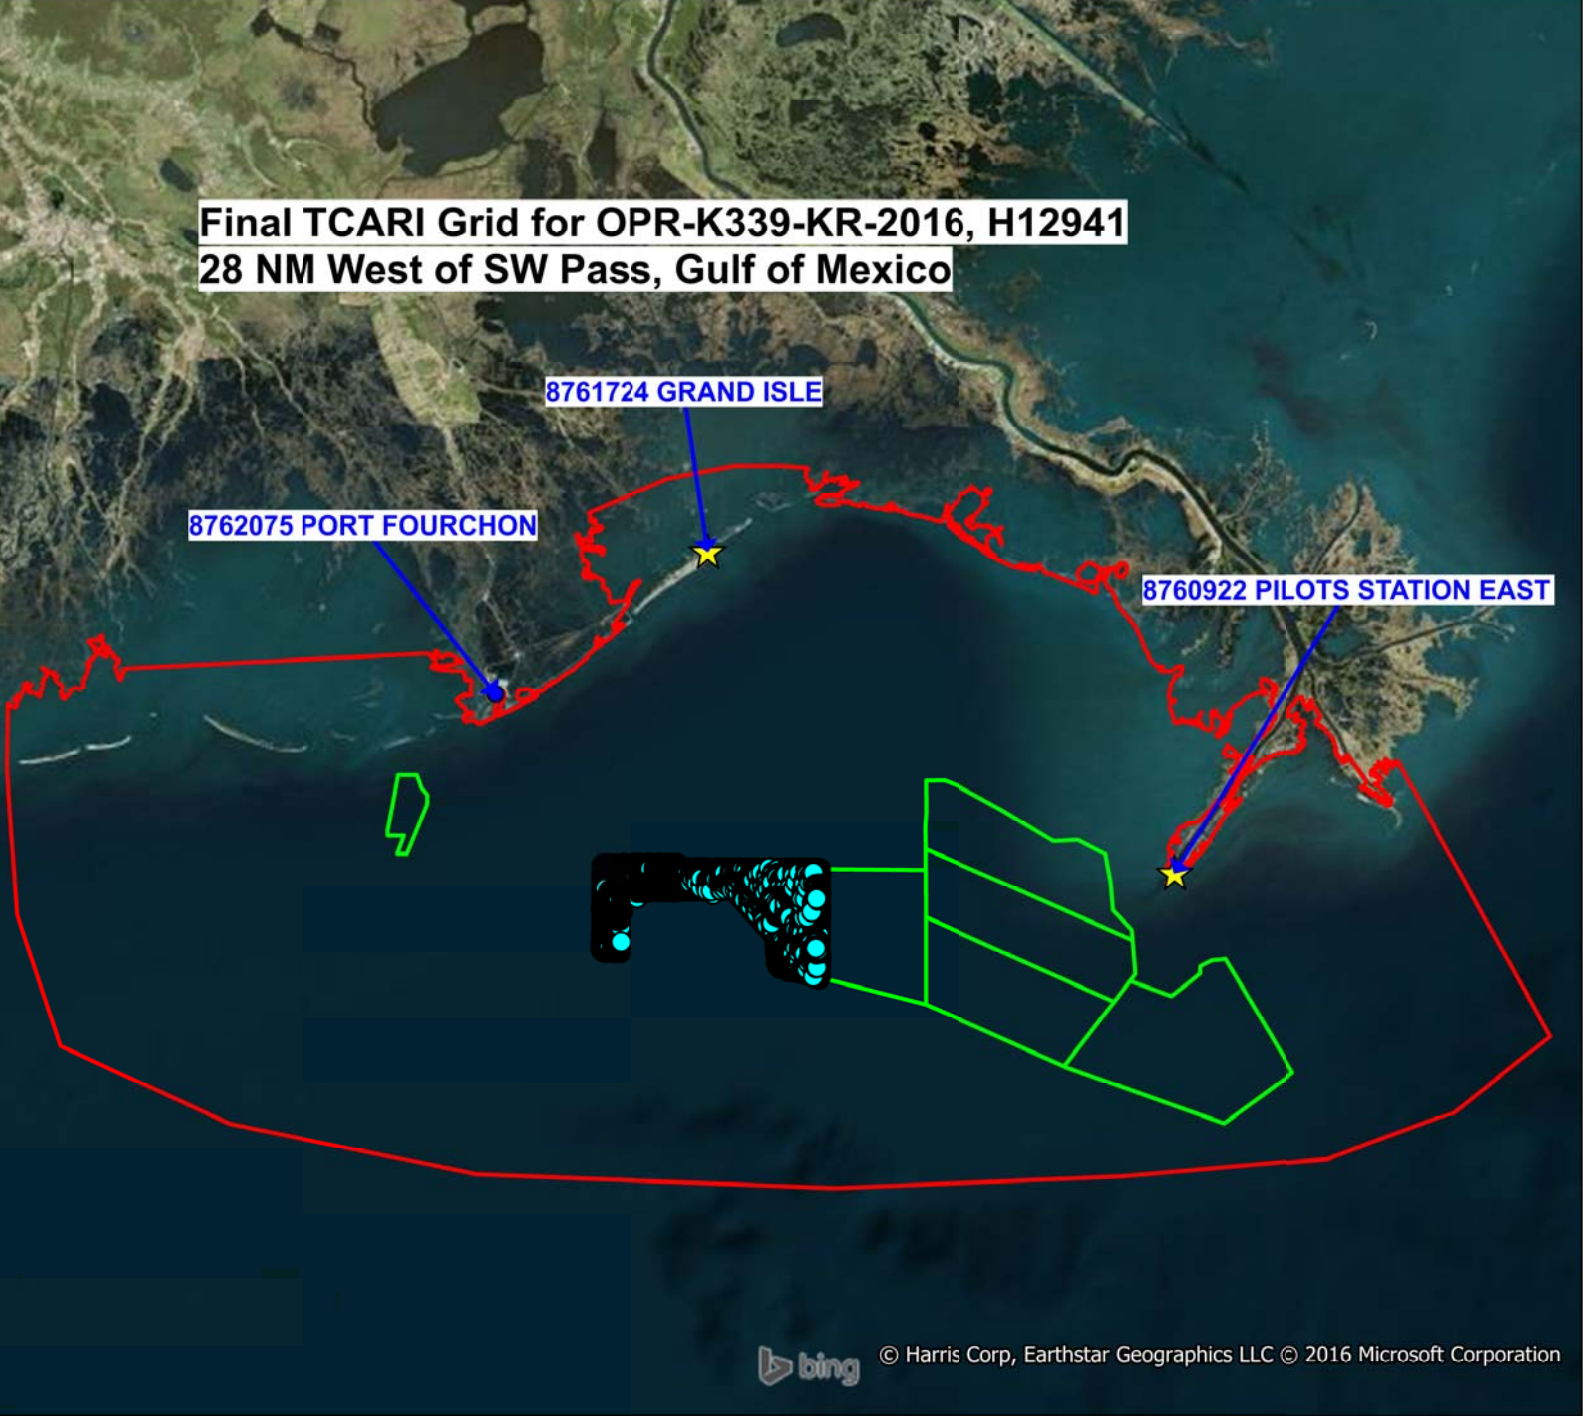 Final TCARI Grid for OPR-K339-KR-2016, H12941
28 NM West of SW Pass, Gulf of Mexico
8761724 GRAND ISLE
8762075 PORT FOURCHON
8760922 PILOTS STATION EAST
bing
© Harris Corp, Earthstar Geographics LLC © 2016 Microsoft Corporation